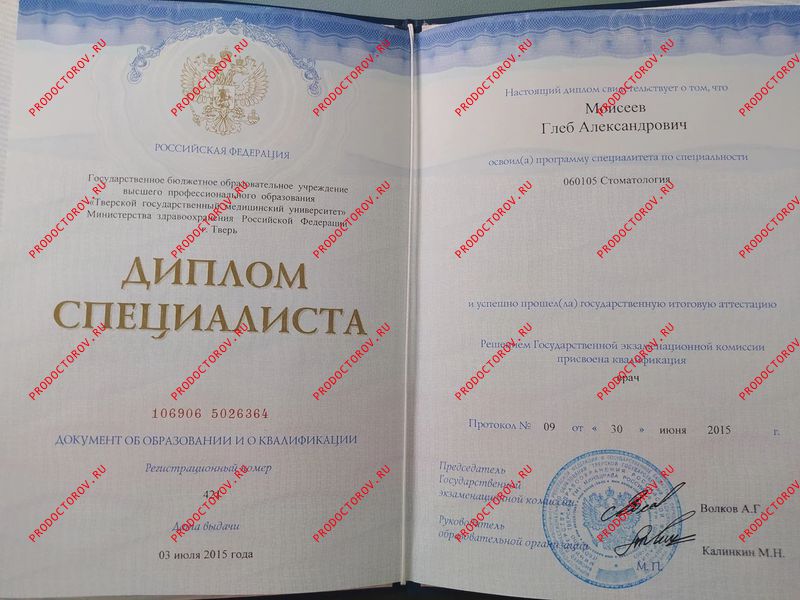 РОССИЙСКАЯ ФЕДЕРАЦИЯ
Государственное бюджетное образовательное учреждение
высшего профессионального образования
«Тверской государственный медицинский университет»
Министерства здравоохранения Российской Федерации
г. Тверь
ДИПЛОМ
СПЕЦИАЛИСТА
106906 5026364
ДОКУМЕНТ ОБ ОБРАЗОВАНИИ И О КВАЛИФИКАЦИИ
Регистрационный номер
Дата выдачи
03 июля 2015 года
Настоящий диплом свидетельствует о том, что
Моисеев
Глеб Александрович
освоил(а) программу специалитета по специальности
060105 Стоматология
и успешно прошел(ла) государственную итоговую аттестацию
Решением Государственной экзаменационной комиссии
присвоена квалификация
врач
Протокол № 09 от « 30 » июня 2015 г.
Председатель
Государственной
экзаменационной комиссии
Волков А.Г
Руководитель
образовательной организации
Калинкин М.Н.
М.П.
PRODOCTOROV.RU